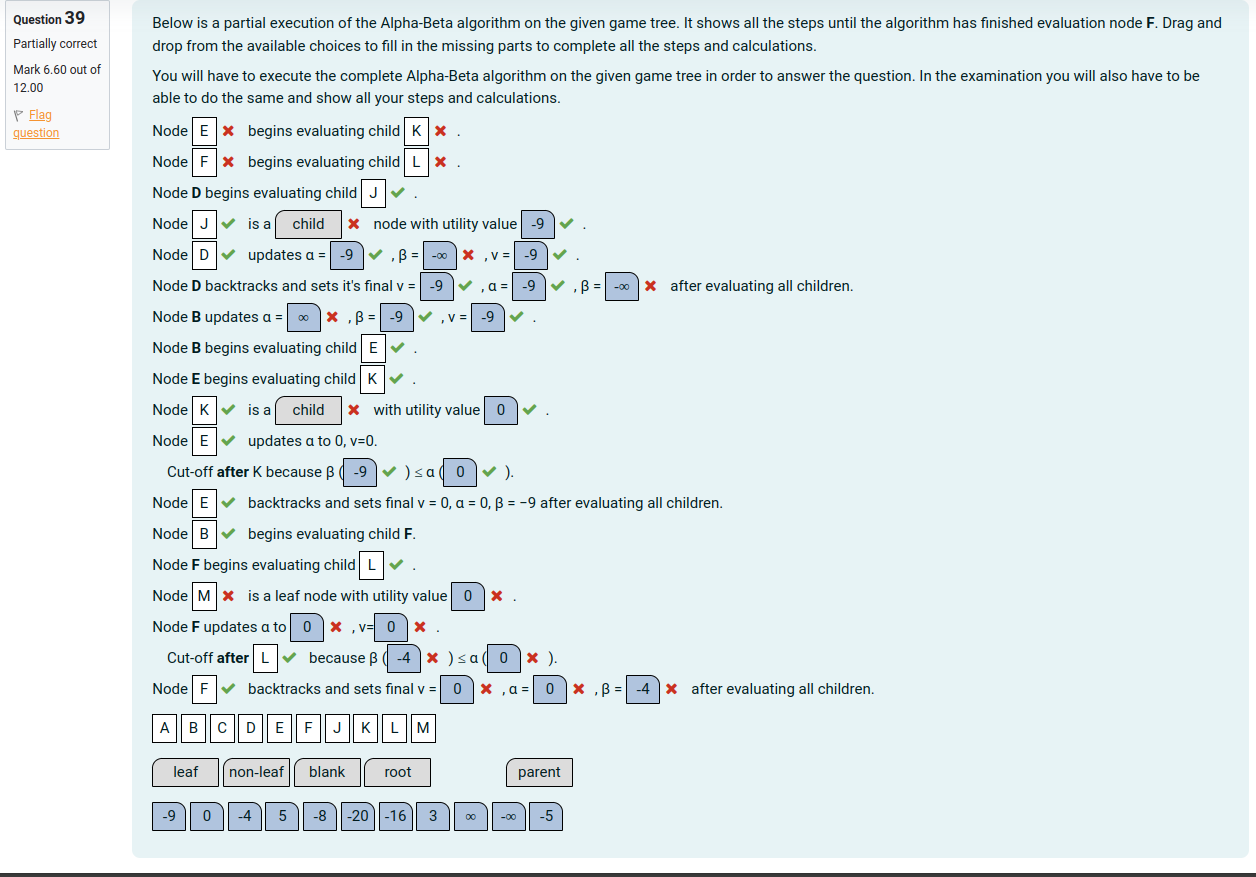 Question 39
Partially correct
Mark 6.60 out of
12.00
Flag
question
Below is a partial execution of the Alpha-Beta algorithm on the given game tree. It shows all the steps until the algorithm has finished evaluation node F. Drag and
drop from the available choices to fill in the missing parts to complete all the steps and calculations.
You will have to execute the complete Alpha-Beta algorithm on the given game tree in order to answer the question. In the examination you will also have to be
able to do the same and show all your steps and calculations.
Node E ✖ begins evaluating child K ✖ .
Node F ✖ begins evaluating child L ✖ .
Node D begins evaluating child J ✔ .
Node J ✔ is a child ✖ node with utility value -9 ✔ .
Node D ✔ updates α = -9 ✔ , β = -∞ ✖ , v = -9 ✔ .
Node D backtracks and sets it's final v = -9 ✔ , α = -9 ✔ , β = -∞ ✖ after evaluating all children.
Node B updates α = ∞ ✖ , β = -9 ✔ , v = -9 ✔ .
Node B begins evaluating child E ✔ .
Node E begins evaluating child K ✔ .
Node K ✔ is a child ✖ with utility value 0 ✔ .
Node E ✔ updates α to 0, v=0.
Cut-off after K because β ( -9 ✔ ) ≤ α ( 0 ✔ ).
Node E ✔ backtracks and sets final v = 0, α = 0, β = −9 after evaluating all children.
Node B ✔ begins evaluating child F.
Node F begins evaluating child L ✔ .
Node M ✖ is a leaf node with utility value 0 ✖ .
Node F updates α to 0 ✖ , v= 0 ✖ .
Cut-off after L ✔ because β ( -4 ✖ ) ≤ α ( 0 ✖ ).
Node F ✔ backtracks and sets final v = 0 ✖ , α = 0 ✖ , β = -4 ✖ after evaluating all children.
A B C D E F J K L M
leaf non-leaf blank root parent
-9 0 -4 5 -8 -20 -16 3 ∞ -∞ -5